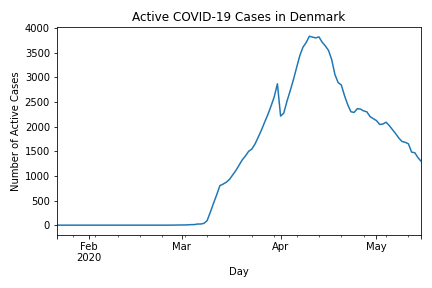 Active COVID-19 Cases in Denmark
Number of Active Cases
4000
3500
3000
2500
2000
1500
1000
500
0
Feb
2020
Mar
Apr
May
Day